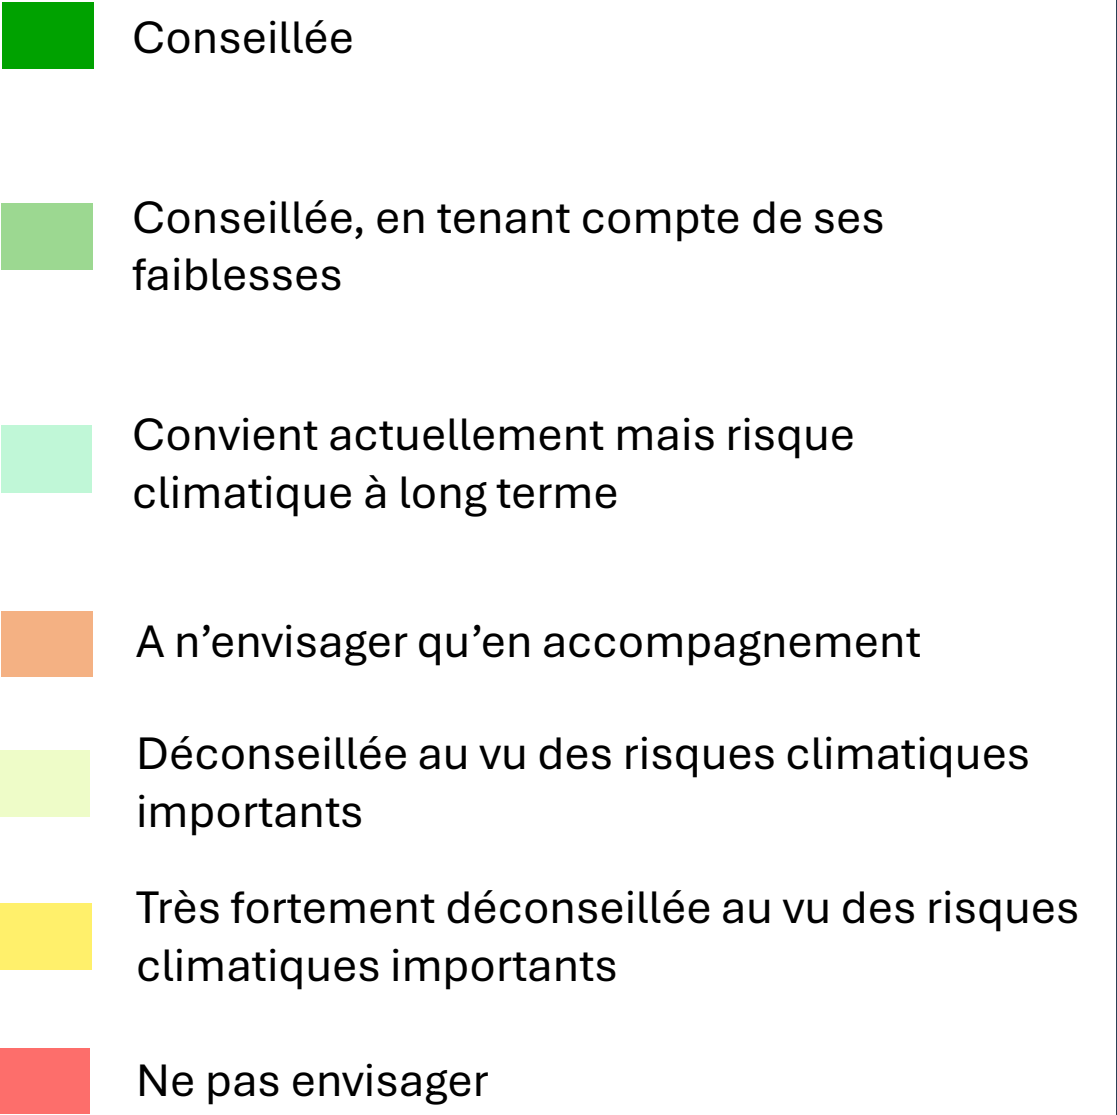 Conseillée
Conseillée, en tenant compte de ses
faiblesses
Convient actuellement mais risque
climatique à long terme
A n’envisager qu’en accompagnement
Déconseillée au vu des risques climatiques
importants
Très fortement déconseillée au vu des risques
climatiques importants
Ne pas envisager